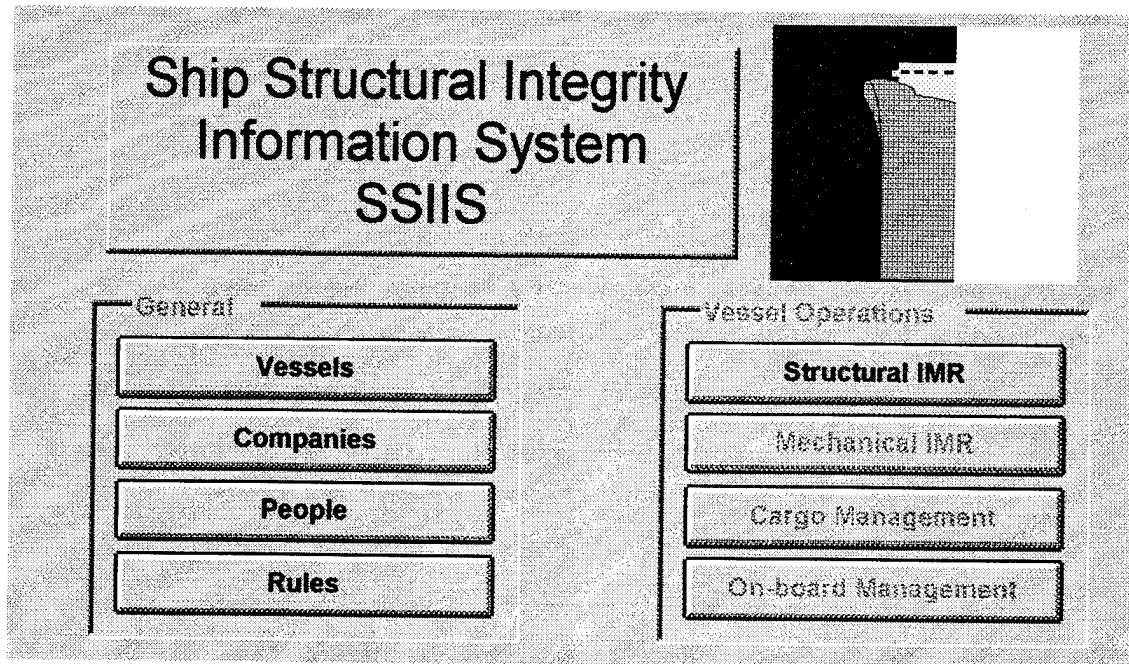 Ship Structural Integrity
Information System
SSIIS
General
Vessels
Companies
People
Rules
Vessel Operations
Structural IMR
Mechanical IMR
Cargo Management
On-board Management